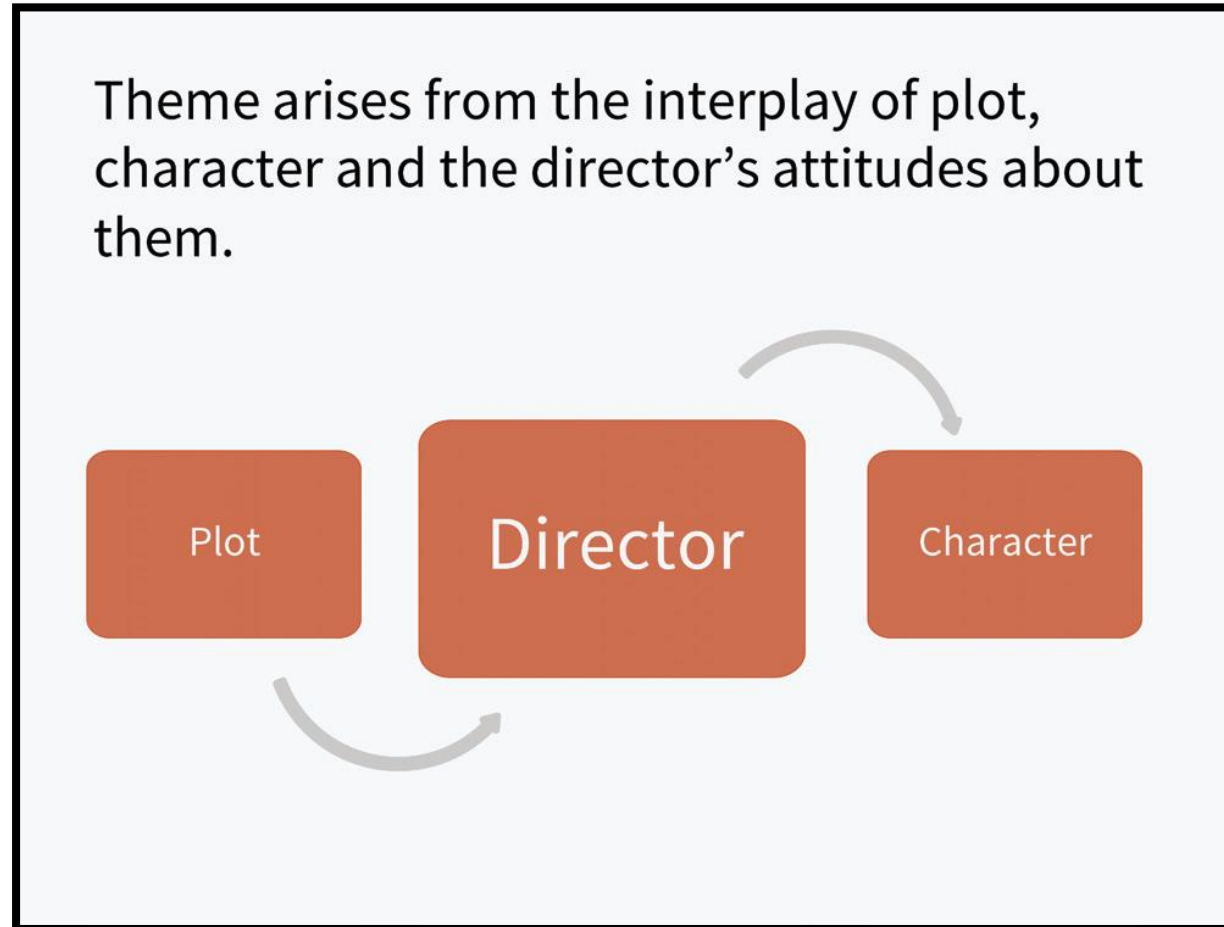 Theme arises from the interplay of plot,
character and the director’s attitudes about
them.
Plot
Director
Character